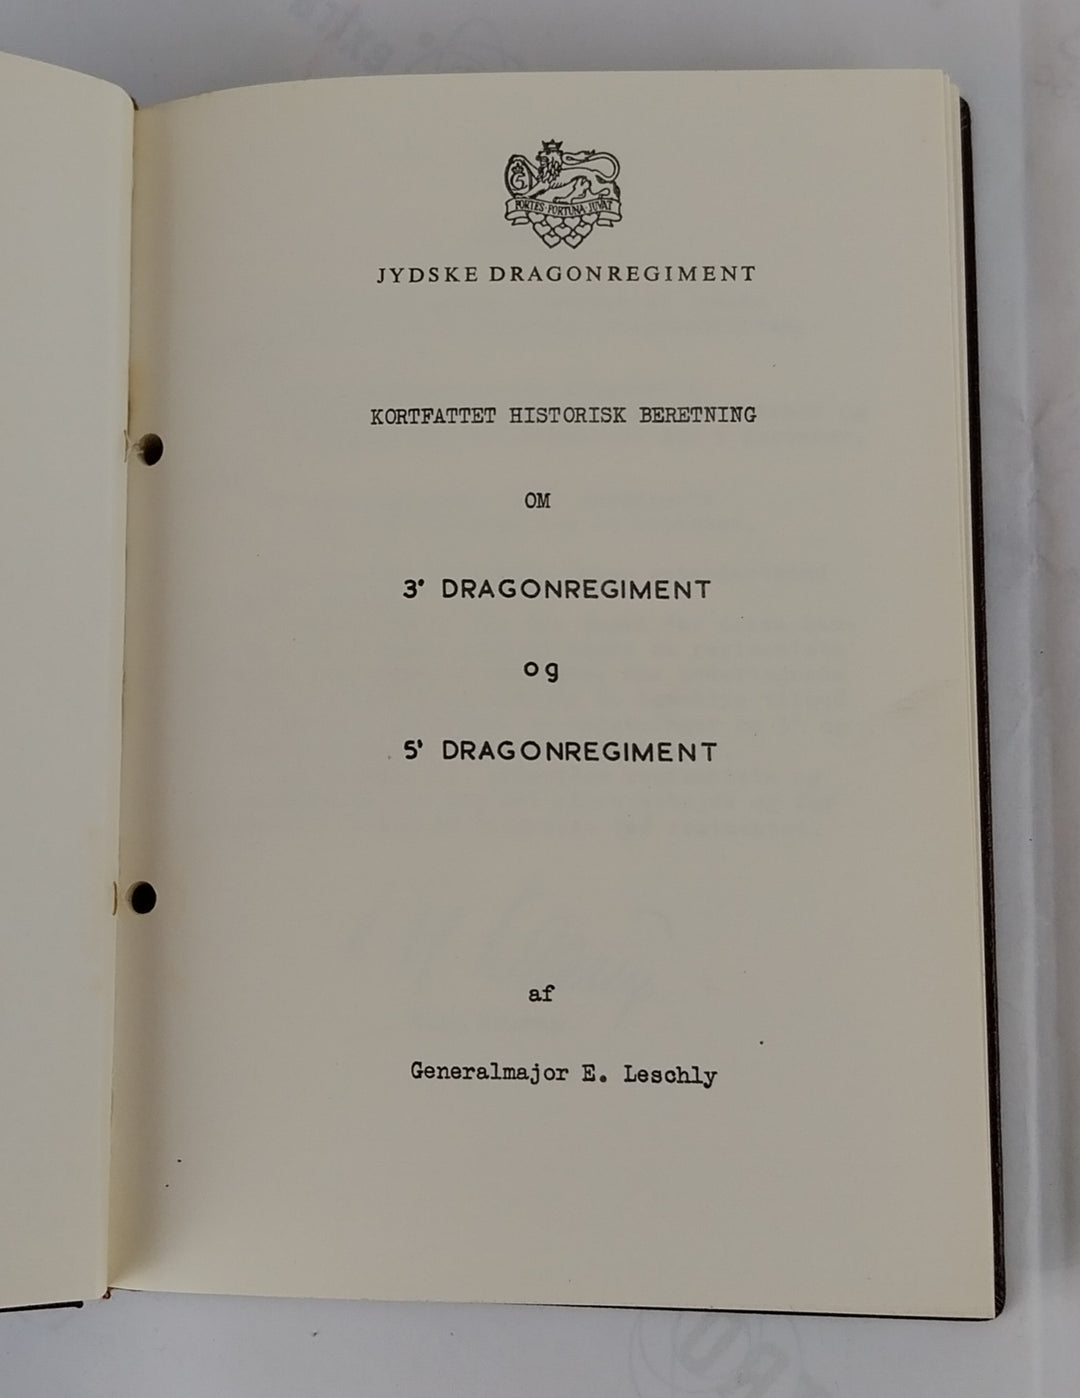 FORTES·FORTUNA·JUVAT
JYDSKE DRAGONREGIMENT
KORTFATTET HISTORISK BERETNING
OM
3' DRAGONREGIMENT
og
5' DRAGONREGIMENT
af
Generalmajor E. Leschly